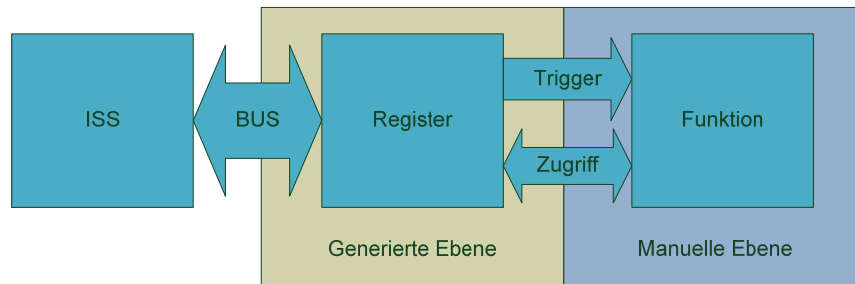 ISS
BUS
Register
Trigger
Zugriff
Funktion
Generierte Ebene
Manuelle Ebene